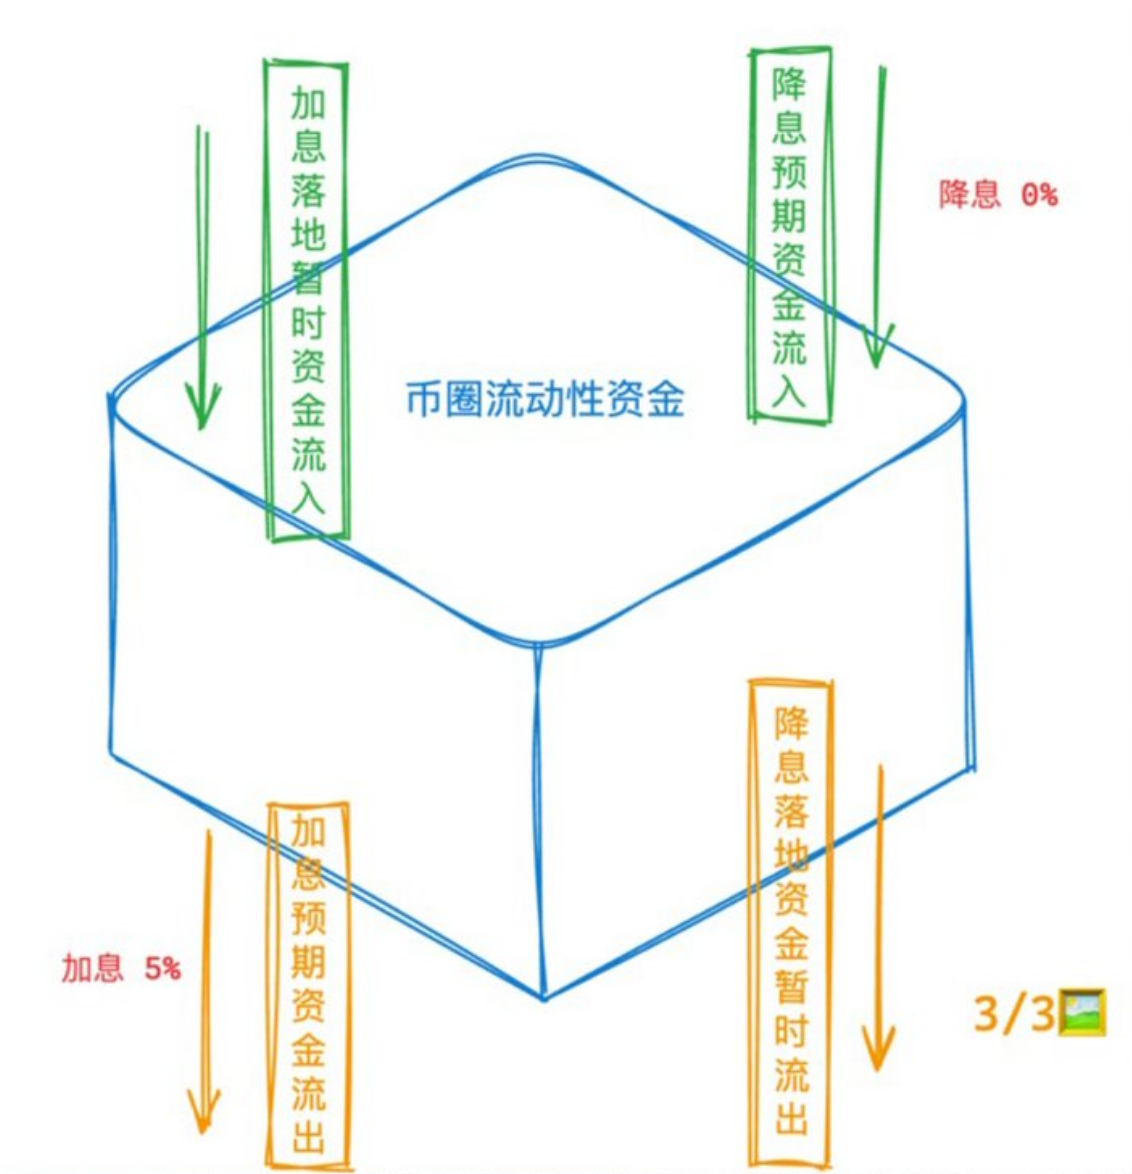 加息落地暂时资金流入
降息预期资金流入
降息 0%
币圈流动性资金
加息预期资金流出
加息 5%
降息落地资金暂时流出
3/3